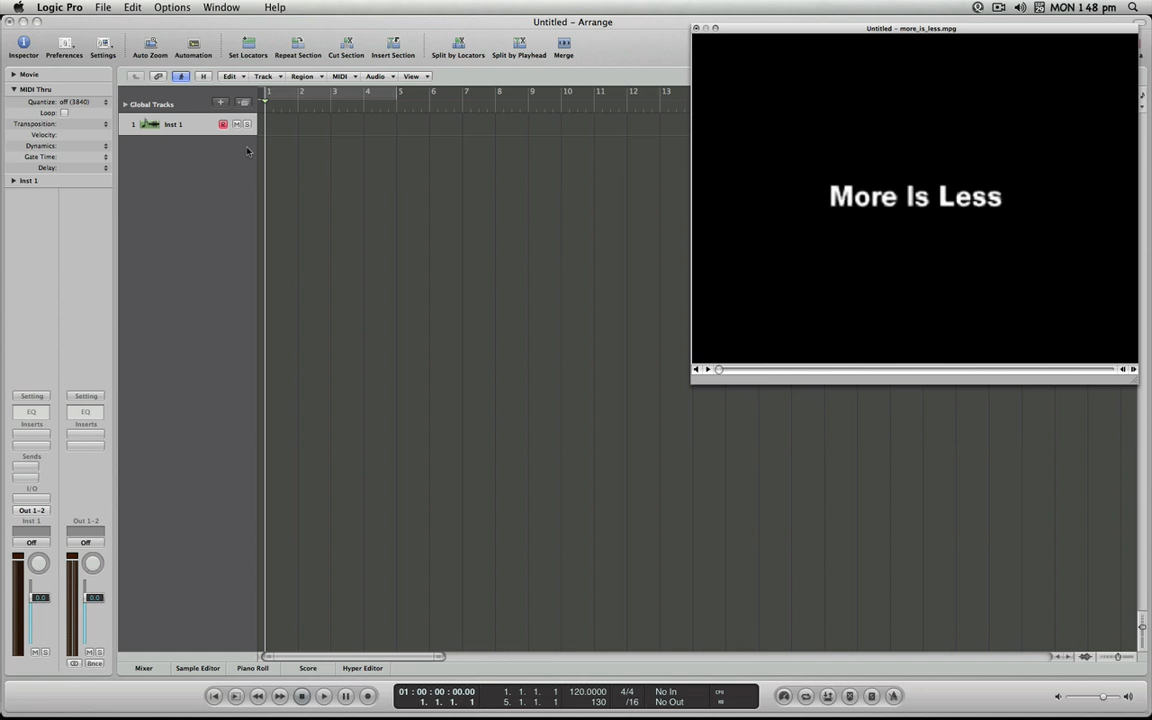 Logic Pro File Edit Options Window Help MON 1 48 pm
Untitled - Arrange
Untitled - more_is_less.mpg
Inspector Preferences Settings Auto Zoom Automation Set Locators Repeat Section Cut Section Insert Section Split by Locators Split by Playhead Merge
Movie
Edit Track Region MIDI Audio View
MIDI Thru
Quantize: off (3840)
Loop:
Transposition:
Velocity:
Dynamics:
Gate Time:
Delay:
Inst 1
Global Tracks
1 2 3 4 5 6 7 8 9 10 11 12 13
1 Inst 1 R M S
More Is Less
Setting Setting
EQ EQ
Inserts Inserts
Sends
I/O
Out 1-2
Inst 1 Out 1-2
Off Off
0.0 0.0
M S M S
Bnce
Mixer Sample Editor Piano Roll Score Hyper Editor
01 : 00 : 00 : 00.00 1. 1. 1. 1 120.0000 4/4 No In CPU
1. 1. 1. 1 5. 1. 1. 1 130 /16 No Out HD